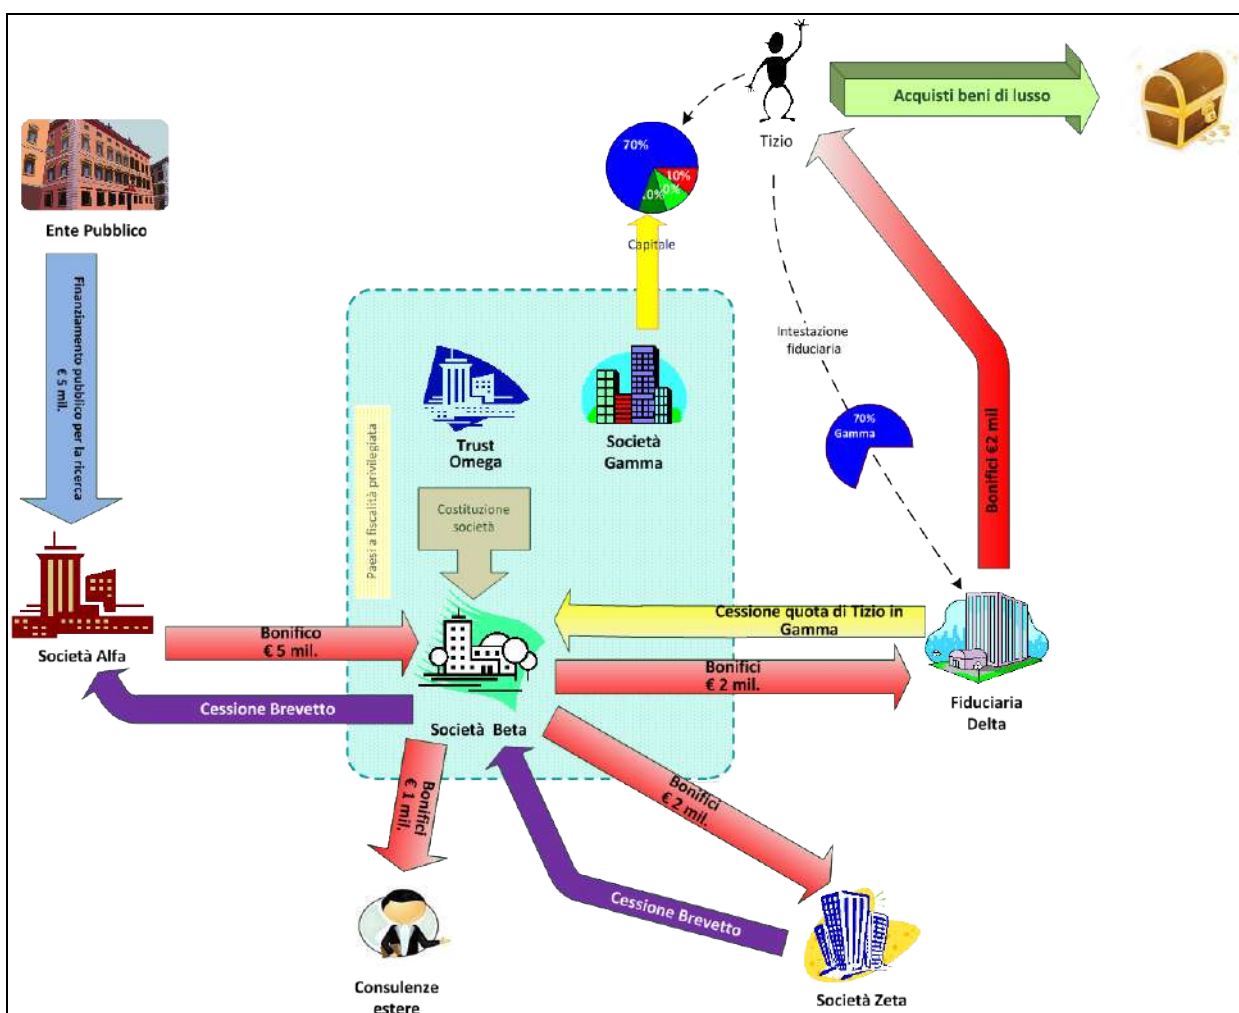 Tizio
Acquisti beni di lusso
70%
10%
.0%
Capitale
Ente Pubblico
Finanziamento pubblico per la ricerca
€ 5 mil.
Intestazione
fiduciaria
70%
Gamma
Bonifici €2 mil
Paesi a fiscalità privilegiata
Trust
Omega
Società
Gamma
Costituzione
società
Società Alfa
Bonifico
€ 5 mil.
Cessione Brevetto
Società Beta
Cessione quota di Tizio in
Gamma
Bonifici
€ 2 mil.
Fiduciaria
Delta
Bonifici
€ 1 mil.
Bonifici
€ 2 mil.
Cessione Brevetto
Consulenze
estere
Società Zeta